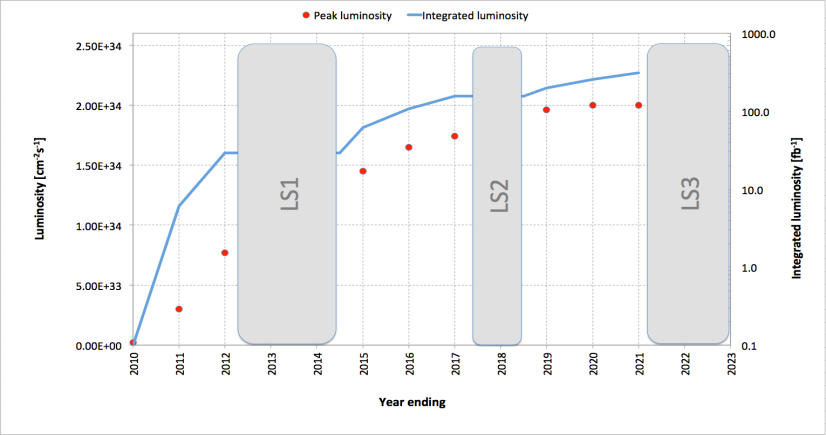 Peak luminosity Integrated luminosity
2.50E+34
2.00E+34
1.50E+34
1.00E+34
5.00E+33
0.00E+00
Luminosity [cm-2s-1]
LS1
LS2
LS3
1000.0
100.0
10.0
1.0
0.1
Integrated luminosity [fb-1]
2010 2011 2012 2013 2014 2015 2016 2017 2018 2019 2020 2021 2022 2023
Year ending